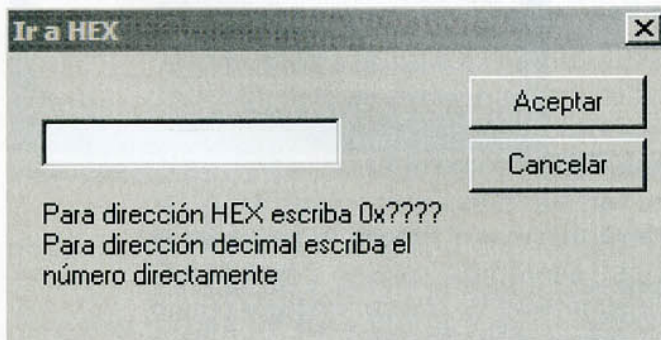 Ir a HEX
Aceptar
Cancelar
Para dirección HEX escriba 0x????
Para dirección decimal escriba el
número directamente